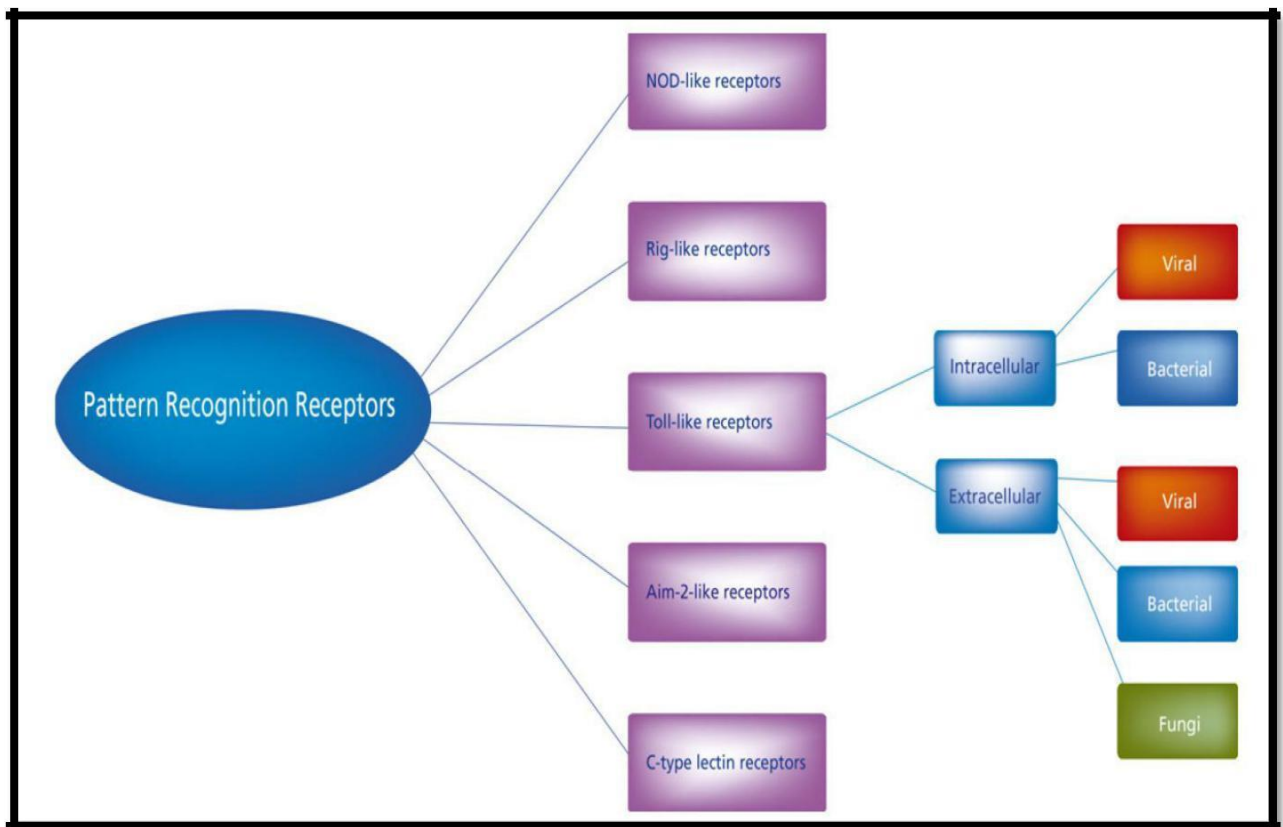 Pattern Recognition Receptors
NOD-like receptors
Rig-like receptors
Toll-like receptors
Aim-2-like receptors
C-type lectin receptors
Intracellular
Extracellular
Viral
Bacterial
Viral
Bacterial
Fungi